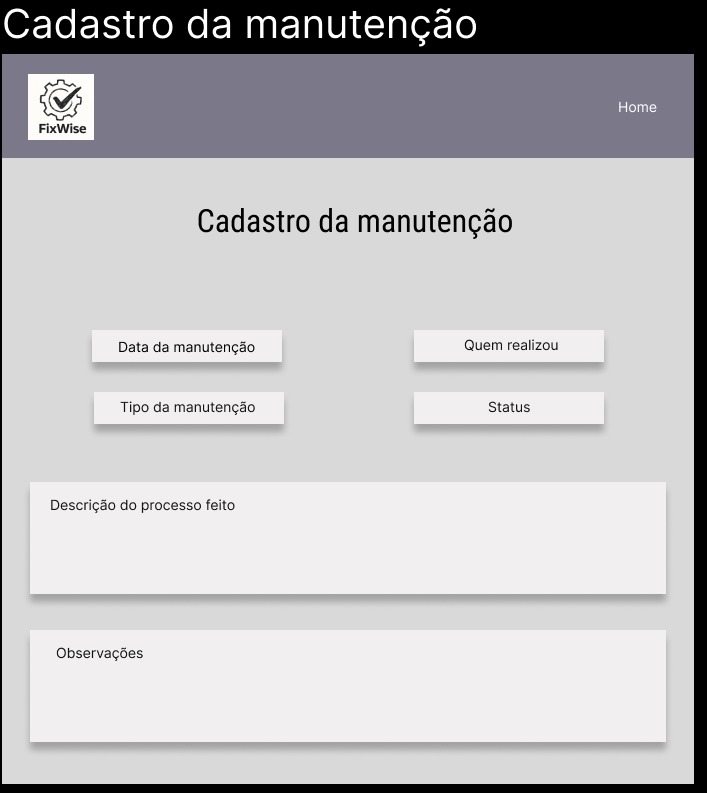 Cadastro da manutenção
FixWise
Home
Cadastro da manutenção
Data da manutenção
Quem realizou
Tipo da manutenção
Status
Descrição do processo feito
Observações